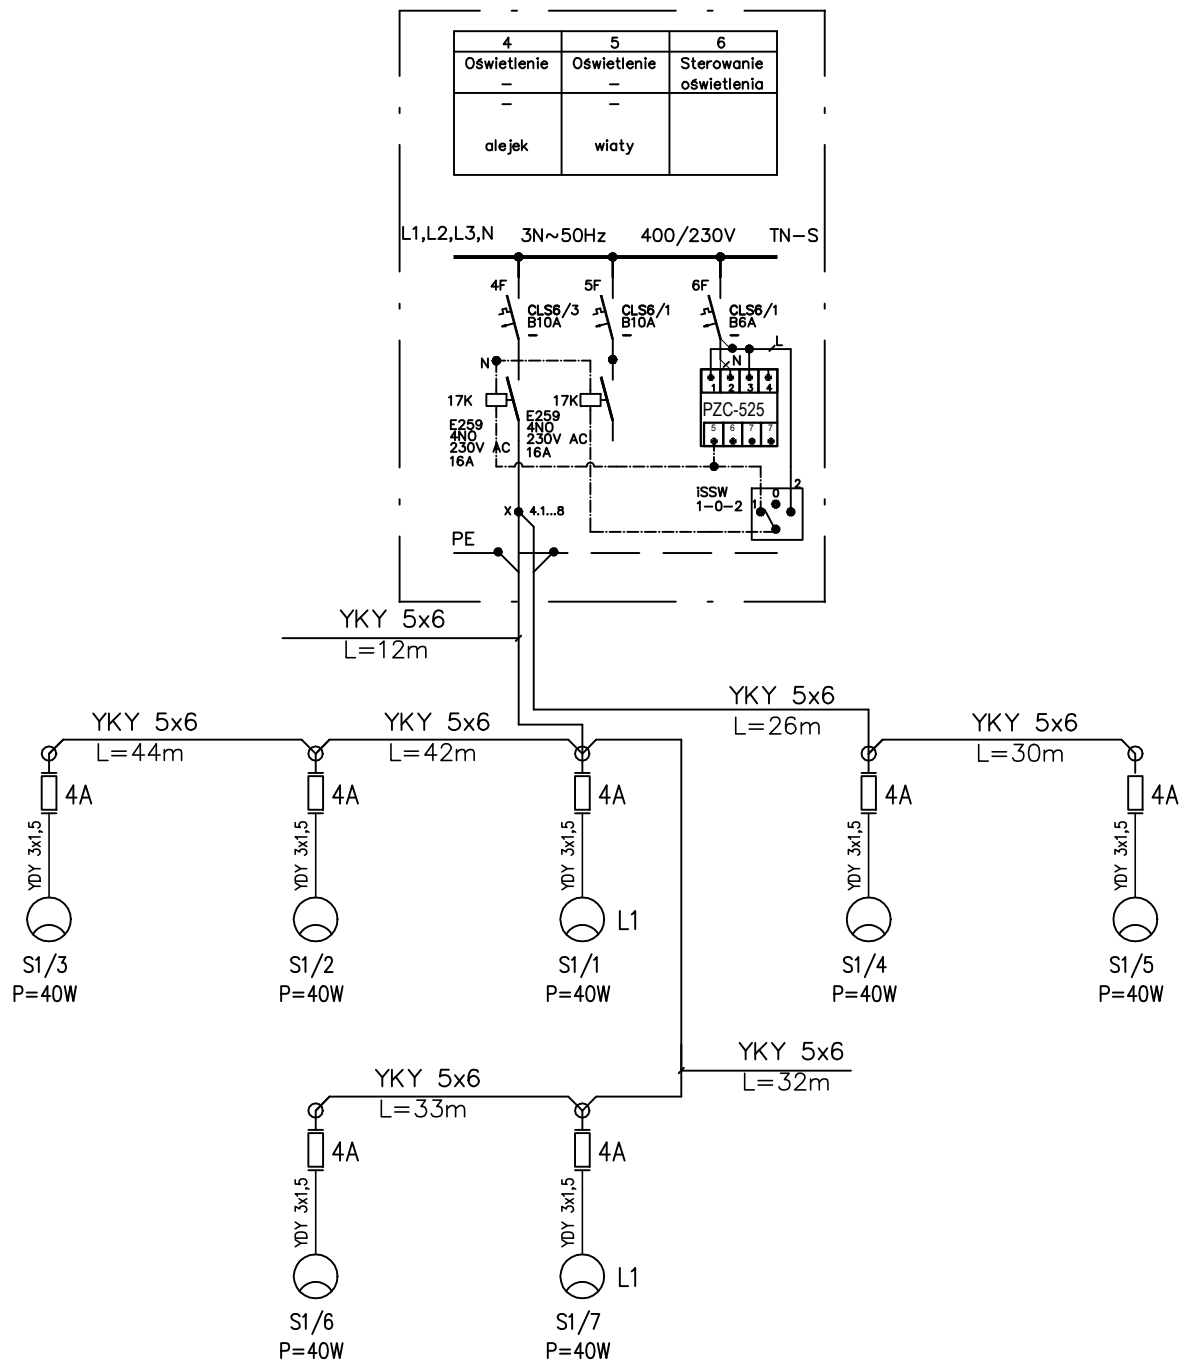 4 5 6
Oświetlenie Oświetlenie Sterowanie
– – oświetlenia
– –
alejek wiaty
L1,L2,L3,N 3N~50Hz 400/230V TN–S
4F 5F 6F
CLS6/3 CLS6/1 CLS6/1
B10A B10A B6A
– – –
L
N N
1 2 3 4
17K 17K PZC-525
E259 E259
4NO 4NO
230V AC 230V AC
16A 16A
5 6 7 7
iSSW
1-0-2
1 0 2
X 4.1...8
PE
YKY 5x6
L=12m
YKY 5x6
L=26m
YKY 5x6 YKY 5x6 YKY 5x6
L=44m L=42m L=30m
4A 4A 4A 4A 4A
YDY 3x1,5 YDY 3x1,5 YDY 3x1,5 YDY 3x1,5 YDY 3x1,5
L1
S1/3 S1/2 S1/1 S1/4 S1/5
P=40W P=40W P=40W P=40W P=40W
YKY 5x6
L=32m
YKY 5x6
L=33m
4A 4A
YDY 3x1,5 YDY 3x1,5
L1
S1/6 S1/7
P=40W P=40W